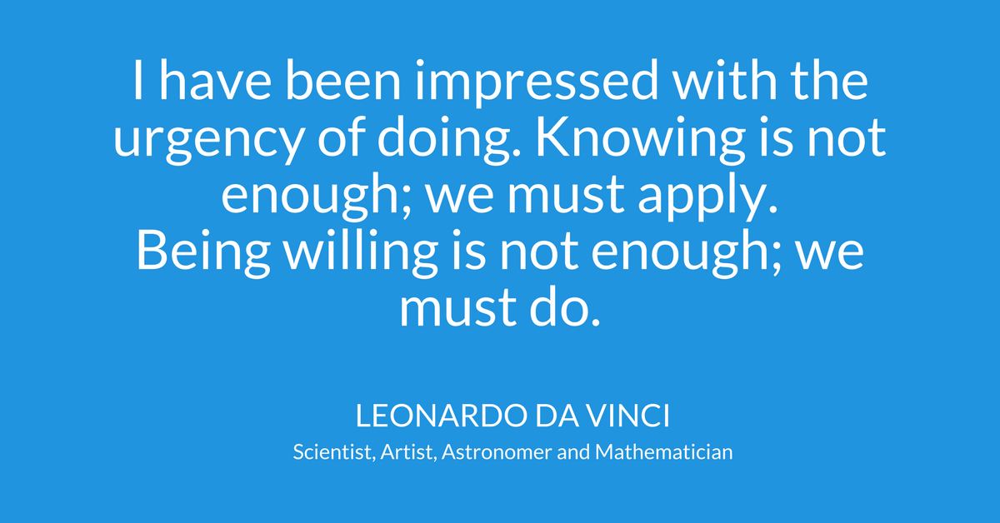 I have been impressed with the
urgency of doing. Knowing is not
enough; we must apply.
Being willing is not enough; we
must do.
LEONARDO DA VINCI
Scientist, Artist, Astronomer and Mathematician